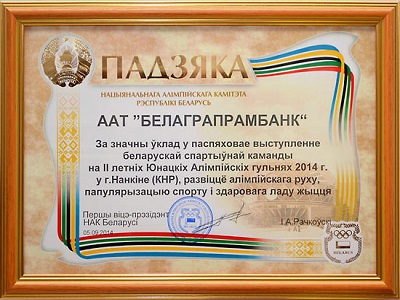 ПАДЗЯКА
НАЦЫЯНАЛЬНАГА АЛІМПІЙСКАГА КАМІТЭТА
РЭСПУБЛІКІ БЕЛАРУСЬ
ААТ "БЕЛАГРАПРАМБАНК"
За значны ўклад у паспяховае выступленне
беларускай спартыўнай каманды
на ІІ летніх Юнацкіх Алімпійскіх гульнях 2014 г.
у г.Нанкіне (КНР), развіццё алімпійскага руху,
папулярызацыю спорту і здаровага ладу жыцця
Першы віцэ-прэзідэнт
НАК Беларусі
І.А.Рачкоўскі
05.09.2014
BELARUS